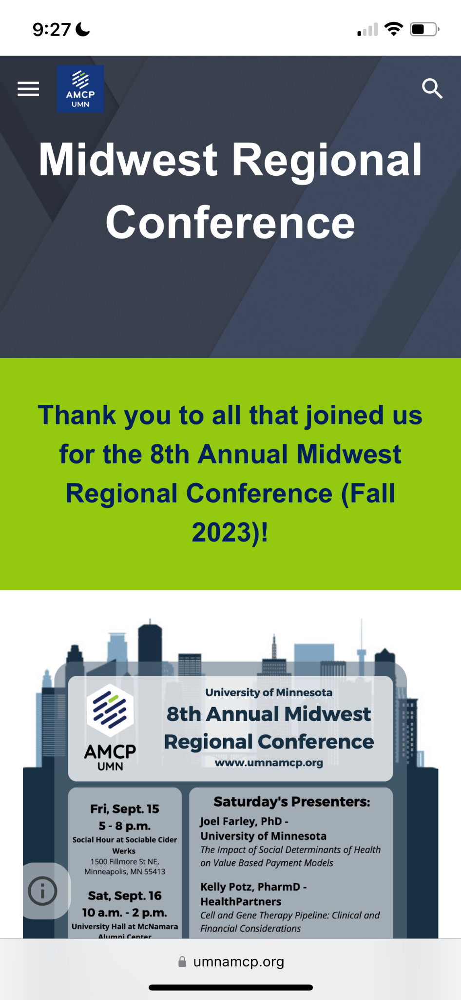 9:27
AMCP
UMN
Midwest Regional
Conference
Thank you to all that joined us
for the 8th Annual Midwest
Regional Conference (Fall
2023)!
AMCP
UMN
University of Minnesota
8th Annual Midwest
Regional Conference
www.umnamcp.org
Fri, Sept. 15
5 - 8 p.m.
Social Hour at Sociable Cider
Werks
1500 Fillmore St NE,
Minneapolis, MN 55413
Sat, Sept. 16
10 a.m. - 2 p.m.
University Hall at McNamara
Alumni Center
Saturday's Presenters:
Joel Farley, PhD -
University of Minnesota
The Impact of Social Determinants of Health
on Value Based Payment Models
Kelly Potz, PharmD -
HealthPartners
Cell and Gene Therapy Pipeline: Clinical and
Financial Considerations
umnamcp.org